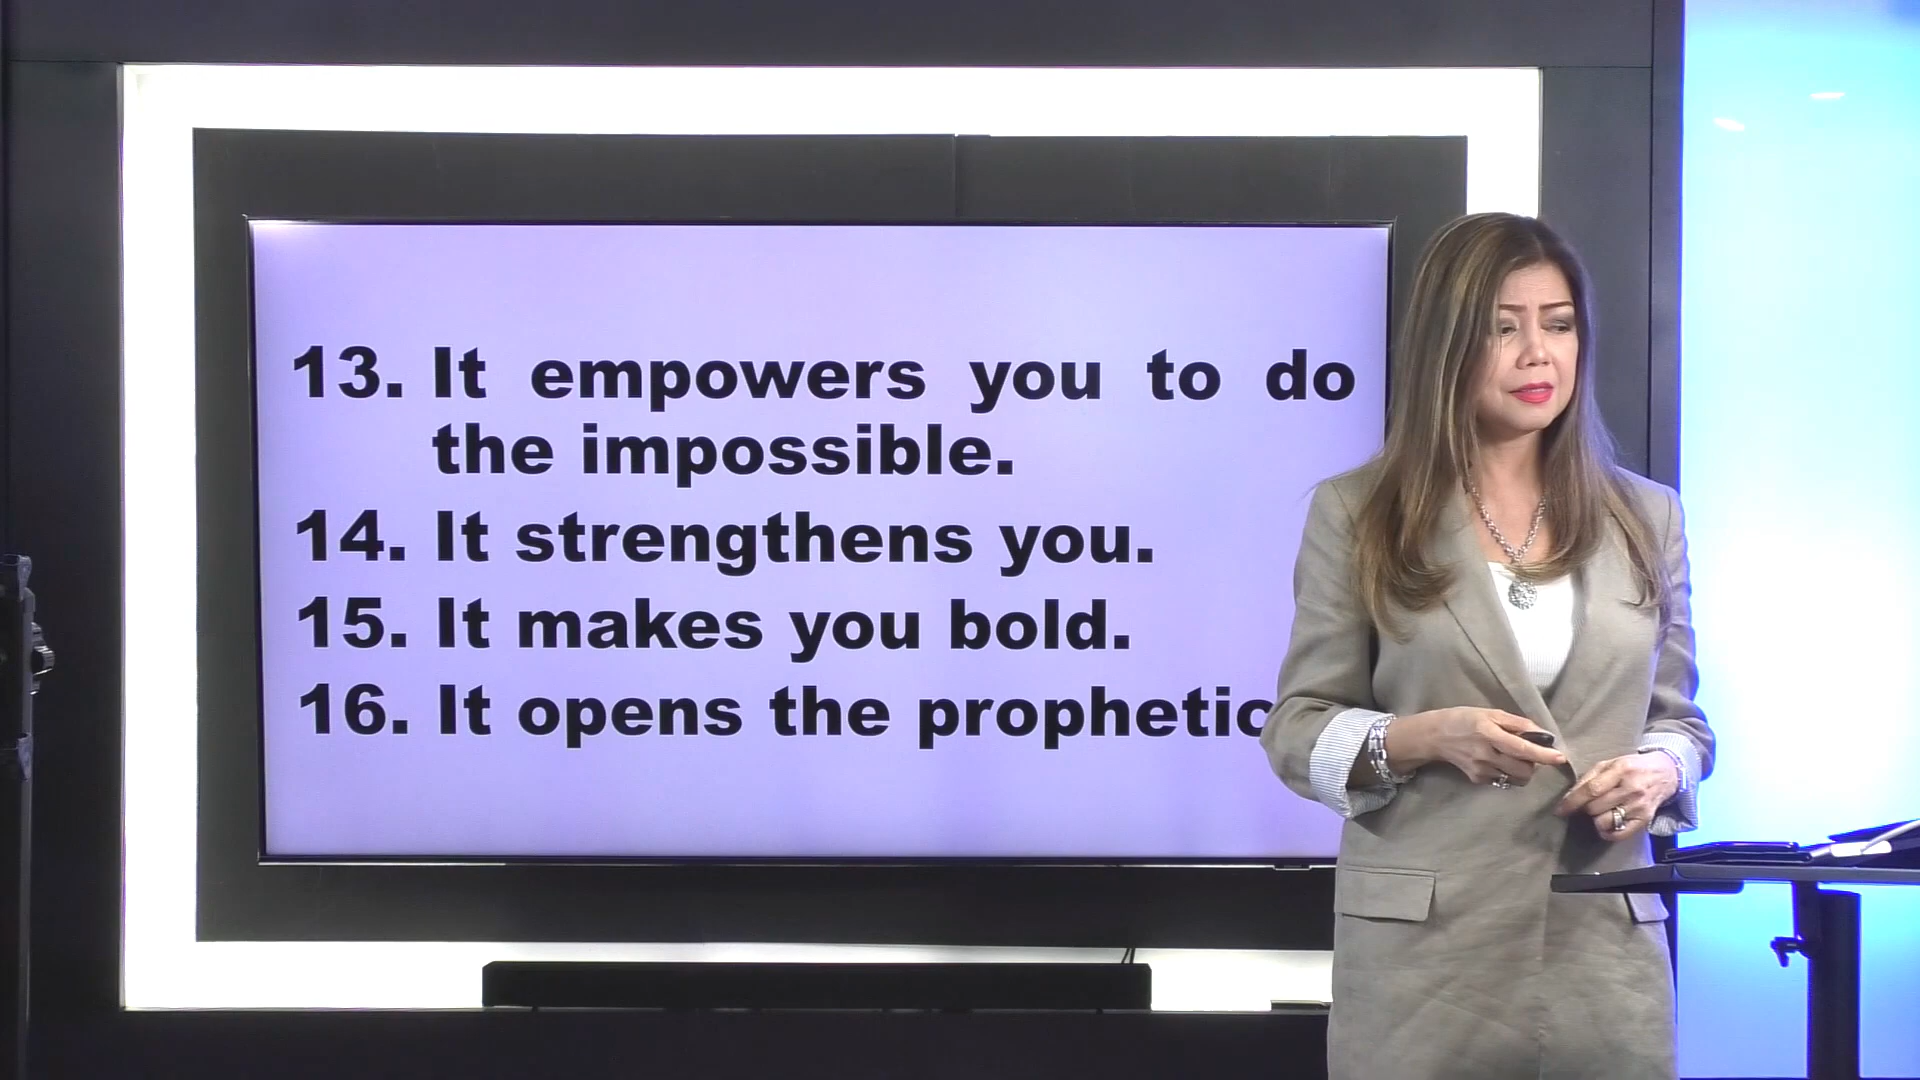 13. It empowers you to do
the impossible.
14. It strengthens you.
15. It makes you bold.
16. It opens the prophetic